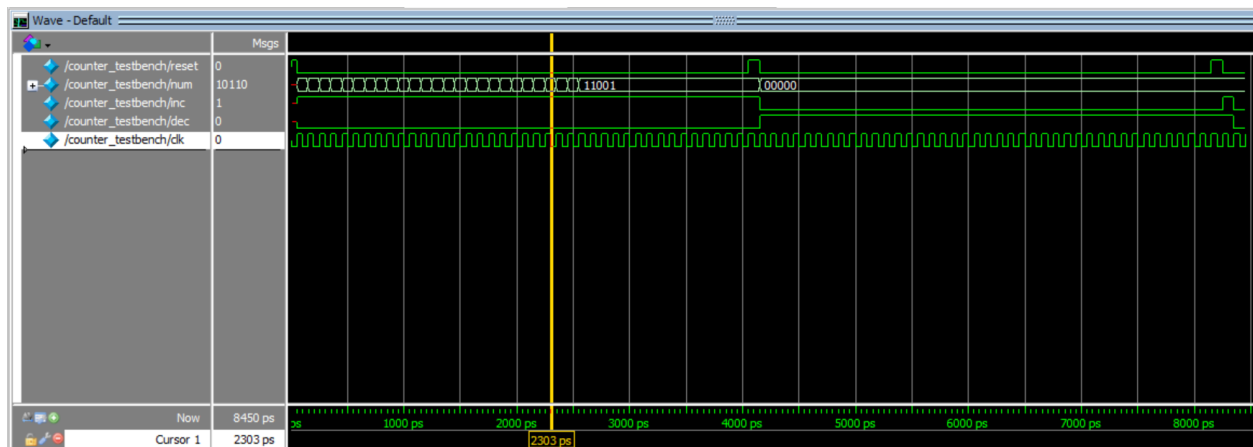 Wave - Default
Msgs
/counter_testbench/reset 0
/counter_testbench/num 10110 11001 00000
/counter_testbench/inc 1
/counter_testbench/dec 0
/counter_testbench/clk 0
Now 8450 ps ps 1000 ps 2000 ps 3000 ps 4000 ps 5000 ps 6000 ps 7000 ps 8000 ps
Cursor 1 2303 ps 2303 ps